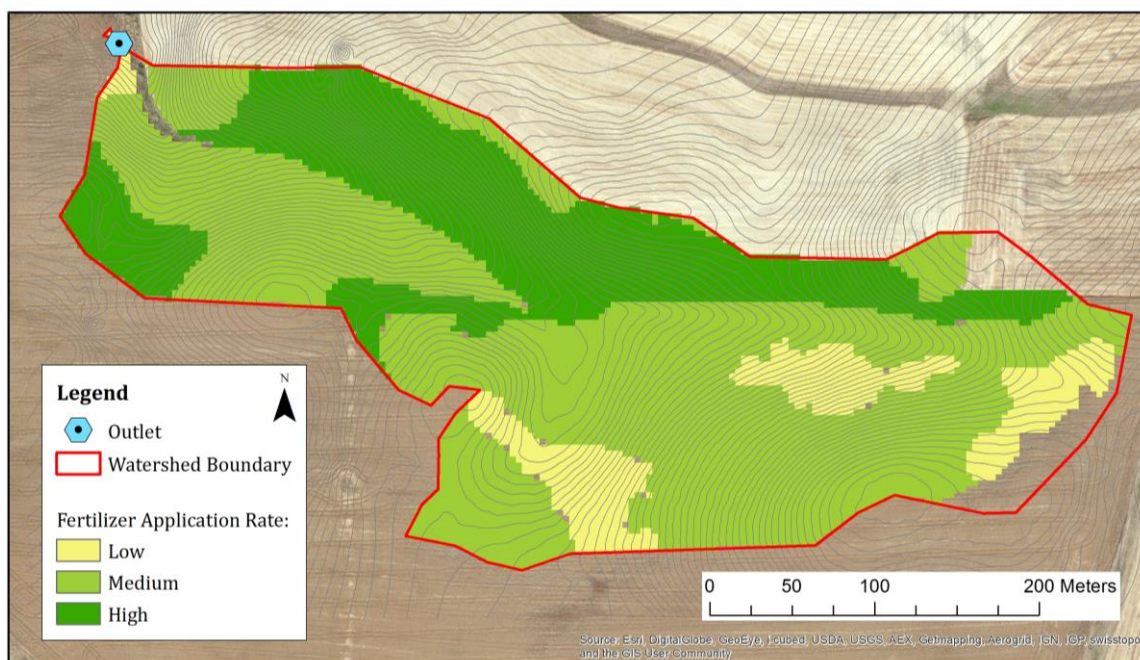 Legend
N
Outlet
Watershed Boundary
Fertilizer Application Rate:
Low
Medium
High
0 50 100 200 Meters
Source: Esri, DigitalGlobe, GeoEye, i-cubed, USDA, USGS, AEX, Getmapping, Aerogrid, IGN, IGP, swisstopo
and the GIS User Community